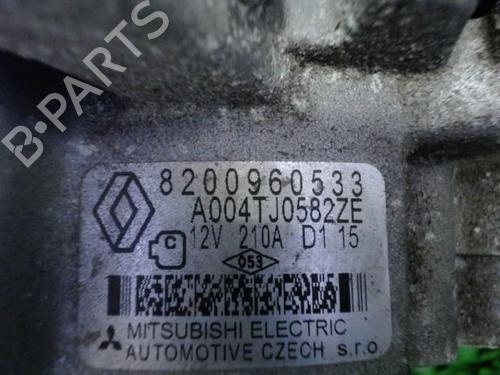 B-PARTS
8200960533
A004TJ0582ZE
C 12V 210A D1 15
053
MITSUBISHI ELECTRIC
AUTOMOTIVE CZECH s.r.o